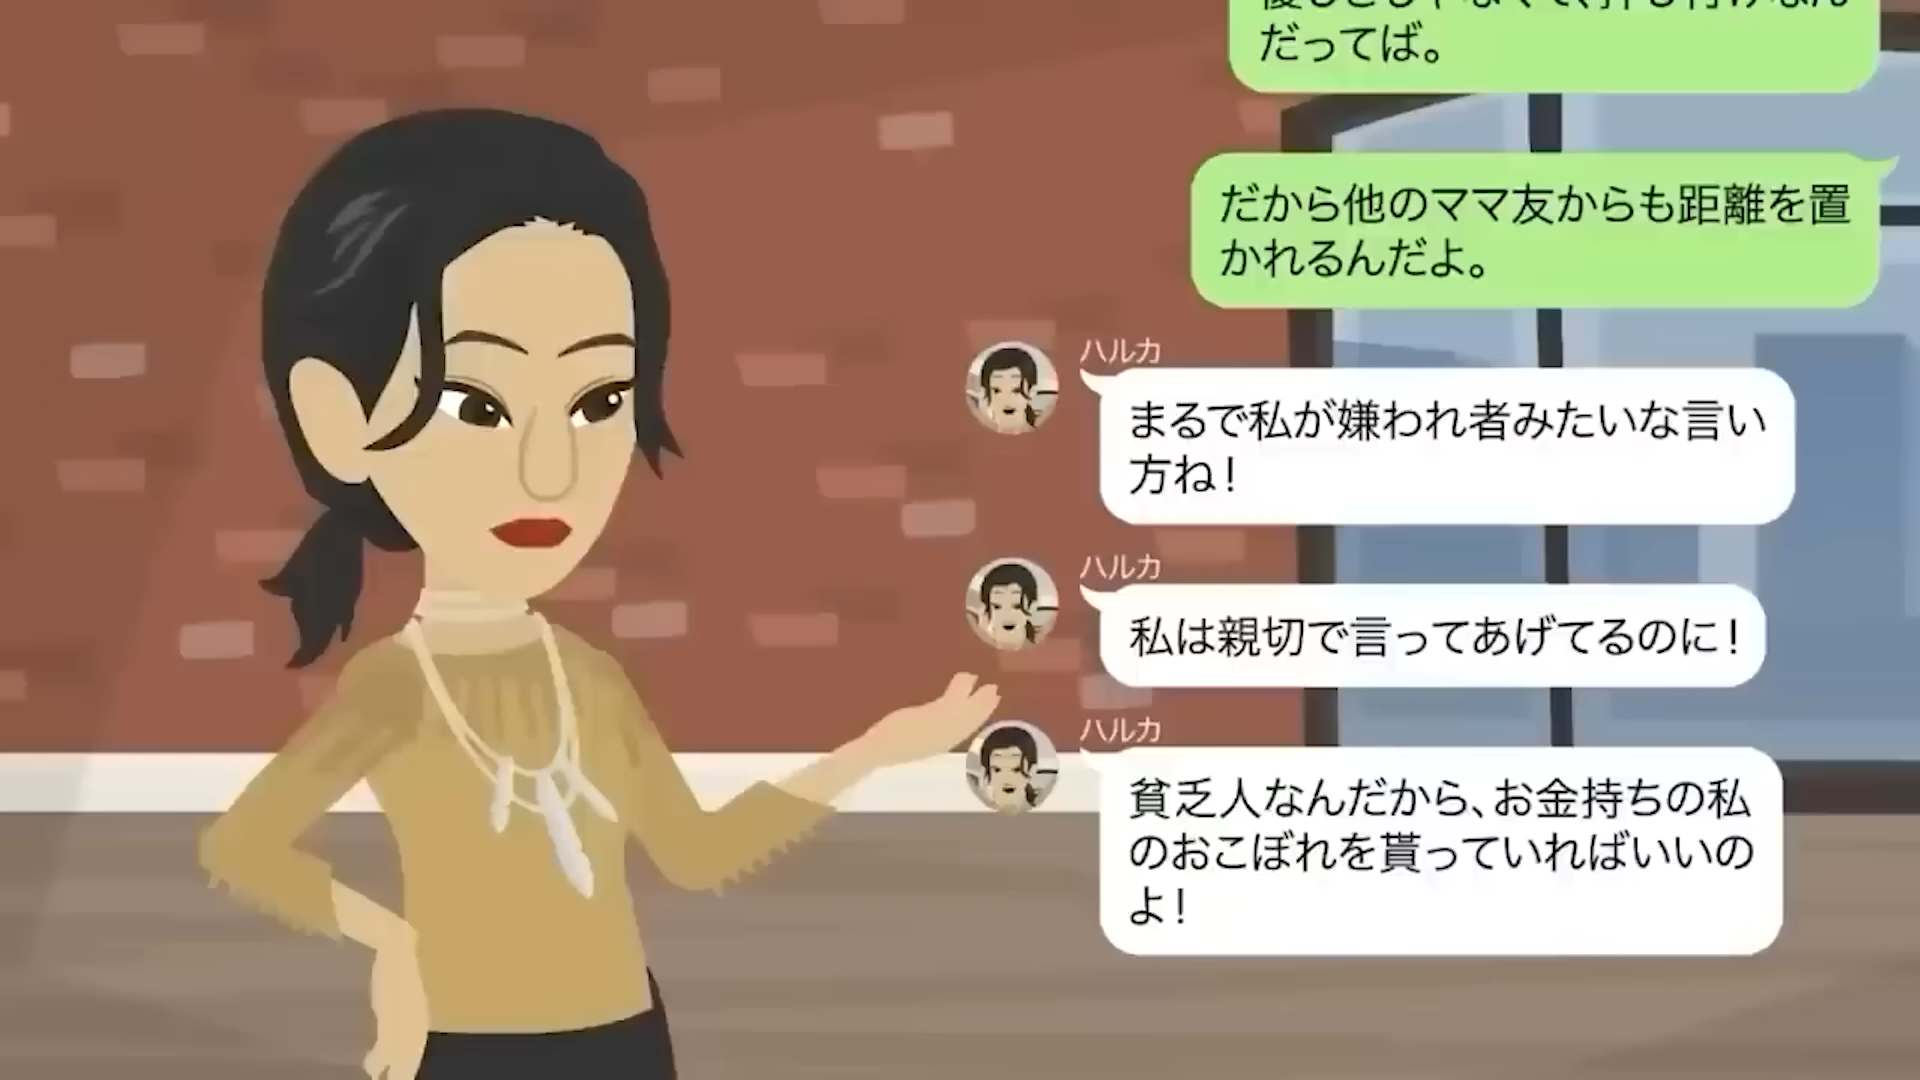 だってば。
だから他のママ友からも距離を置
かれるんだよ。
ハルカ
まるで私が嫌われ者みたいな言い
方ね!
ハルカ
私は親切で言ってあげてるのに!
ハルカ
貧乏人なんだから、お金持ちの私
のおこぼれを貰っていればいいの
よ!